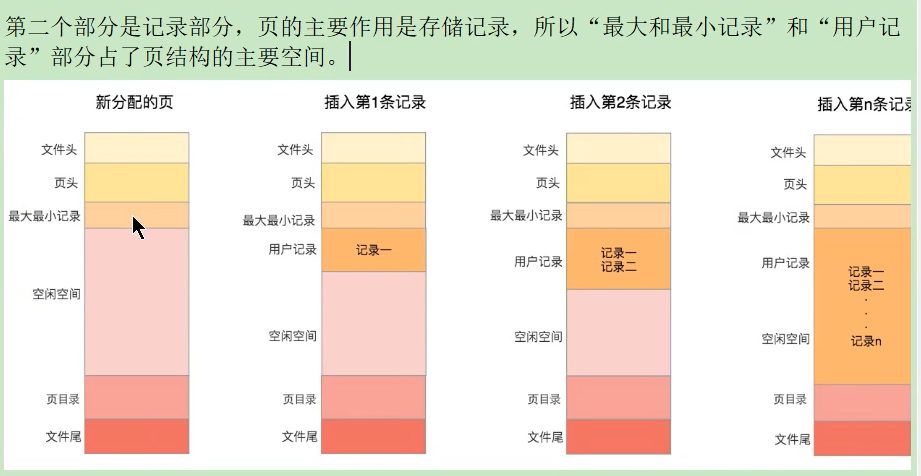 第二个部分是记录部分，页的主要作用是存储记录，所以“最大和最小记录”和“用户记
录”部分占了页结构的主要空间。
新分配的页
文件头
页头
最大最小记录
空闲空间
页目录
文件尾
插入第1条记录
文件头
页头
最大最小记录
用户记录
记录一
空闲空间
页目录
文件尾
插入第2条记录
文件头
页头
最大最小记录
用户记录
记录一
记录二
空闲空间
页目录
文件尾
插入第n条记
文件头
页头
最大最小记录
用户记录
记录一
记录二
.
.
.
记录n
空闲空间
页目录
文件尾